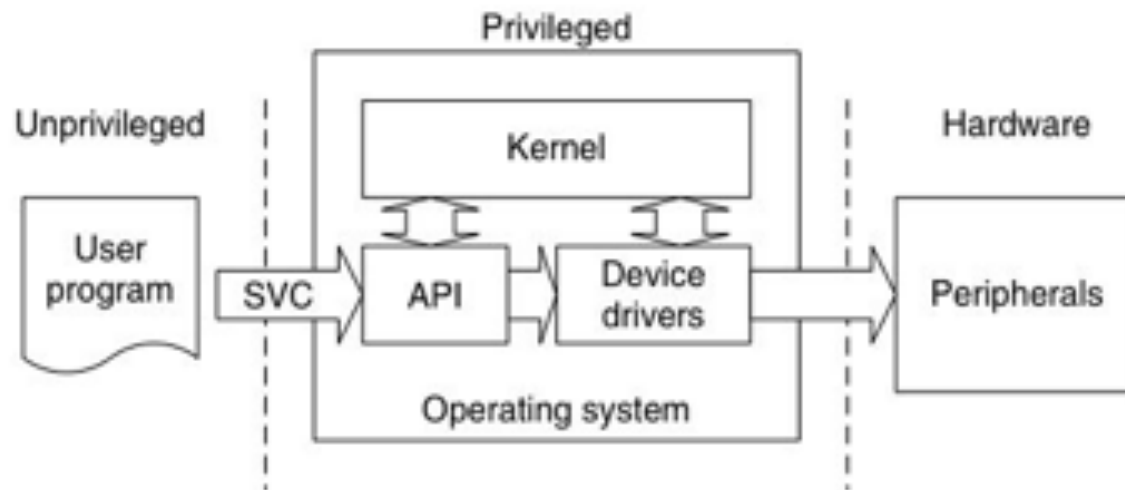 Privileged
Unprivileged
Hardware
Kernel
User
program
SVC
API
Device
drivers
Peripherals
Operating system